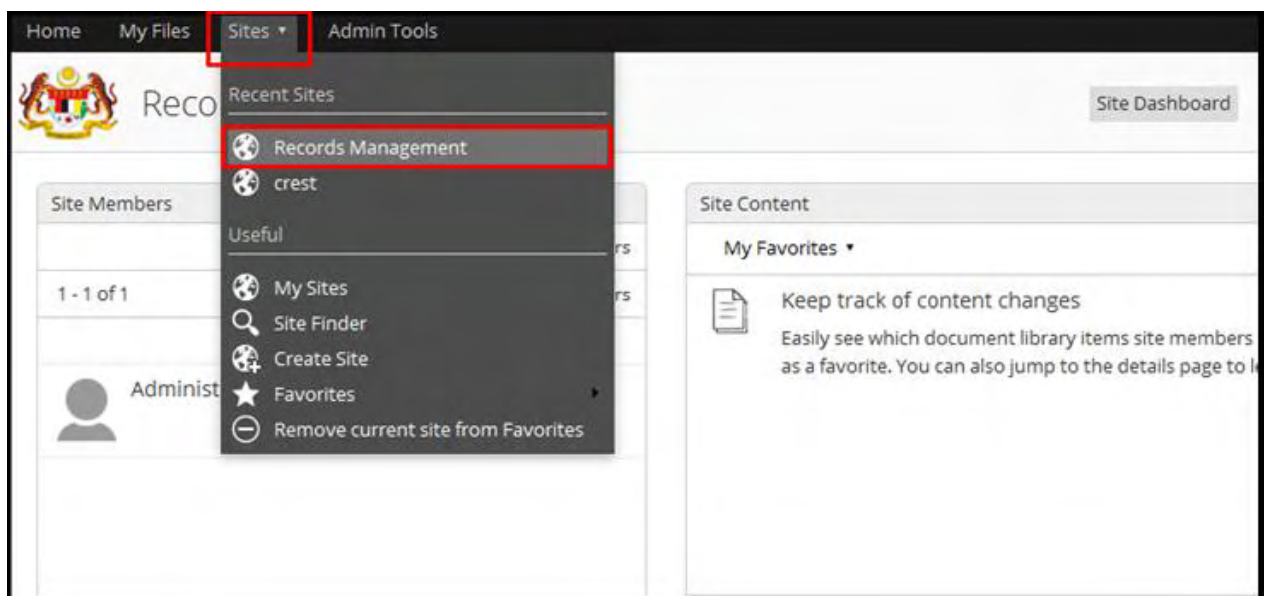 Home My Files Sites Admin Tools
Reco
Site Dashboard
Recent Sites
Records Management
crest
Useful
My Sites
Site Finder
Create Site
Favorites
Remove current site from Favorites
Site Members
rs
1 - 1 of 1
rs
Administ
Site Content
My Favorites
Keep track of content changes
Easily see which document library items site members
as a favorite. You can also jump to the details page to l